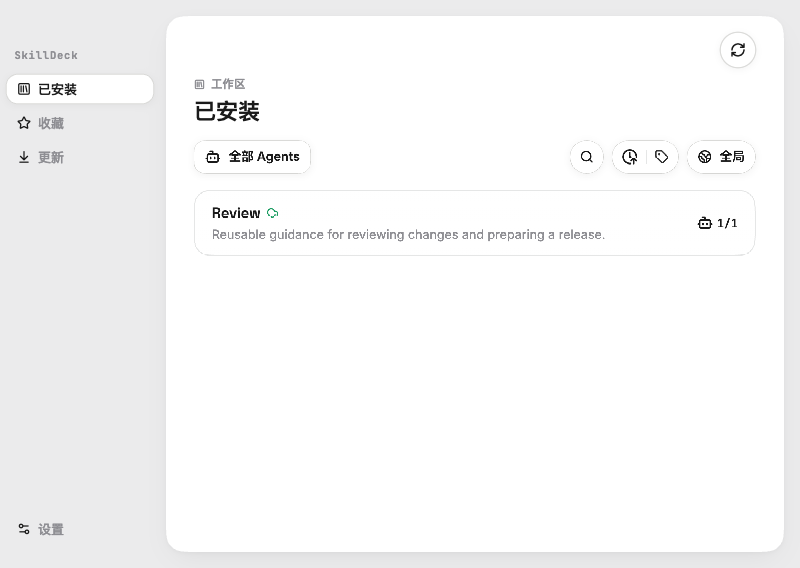 SkillDeck
已安装
收藏
更新
设置
工作区
已安装
全部 Agents
全局
Review
Reusable guidance for reviewing changes and preparing a release.
1/1